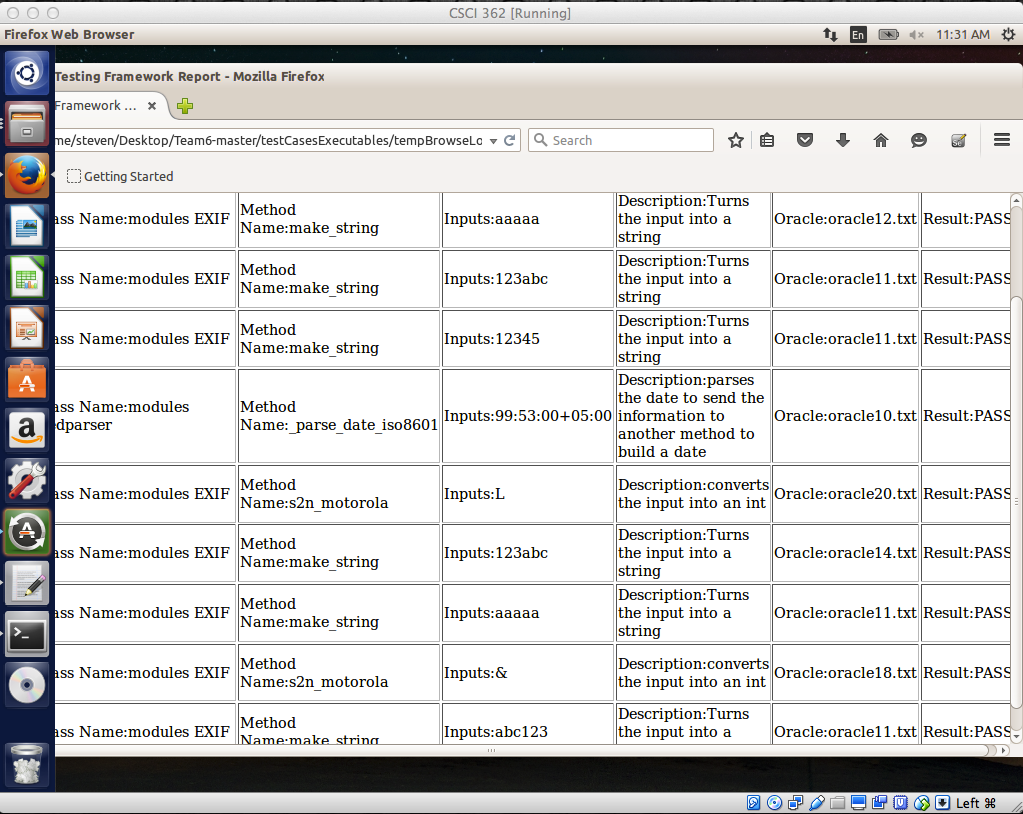 CSCI 362 [Running]
Firefox Web Browser
En
11:31 AM
Testing Framework Report - Mozilla Firefox
Framework ...
me/steven/Desktop/Team6-master/testCasesExecutables/tempBrowseLo
Search
Getting Started
ass Name:modules EXIF
Method
Name:make_string
Inputs:aaaaa
Description:Turns
the input into a
string
Oracle:oracle12.txt
Result:PASS
ass Name:modules EXIF
Method
Name:make_string
Inputs:123abc
Description:Turns
the input into a
string
Oracle:oracle11.txt
Result:PASS
ass Name:modules EXIF
Method
Name:make_string
Inputs:12345
Description:Turns
the input into a
string
Oracle:oracle11.txt
Result:PASS
ass Name:modules
edparser
Method
Name:_parse_date_iso8601
Inputs:99:53:00+05:00
Description:parses
the date to send the
information to
another method to
build a date
Oracle:oracle10.txt
Result:PASS
ass Name:modules EXIF
Method
Name:s2n_motorola
Inputs:L
Description:converts
the input into an int
Oracle:oracle20.txt
Result:PASS
ass Name:modules EXIF
Method
Name:make_string
Inputs:123abc
Description:Turns
the input into a
string
Oracle:oracle14.txt
Result:PASS
ass Name:modules EXIF
Method
Name:make_string
Inputs:aaaaa
Description:Turns
the input into a
string
Oracle:oracle11.txt
Result:PASS
ass Name:modules EXIF
Method
Name:s2n_motorola
Inputs:&
Description:converts
the input into an int
Oracle:oracle18.txt
Result:PASS
ass Name:modules EXIF
Method
Name:make_string
Inputs:abc123
Description:Turns
the input into a
Oracle:oracle11.txt
Result:PASS
Left ⌘